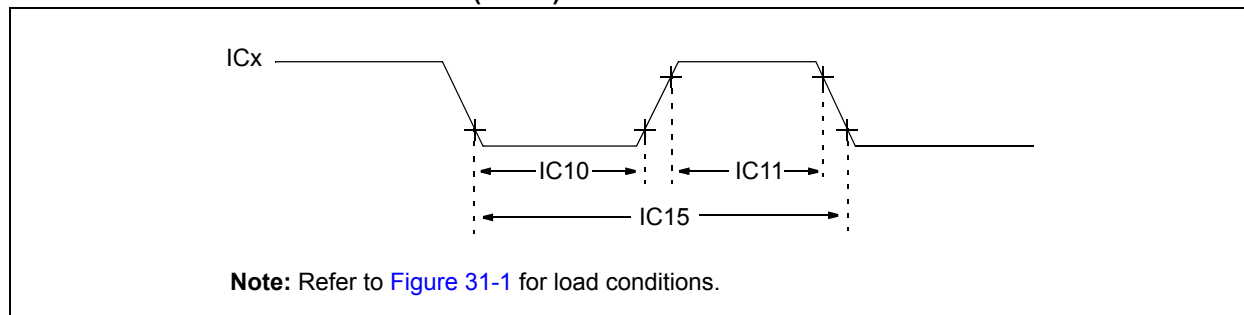 ICx
IC10
IC11
IC15
Note: Refer to Figure 31-1 for load conditions.